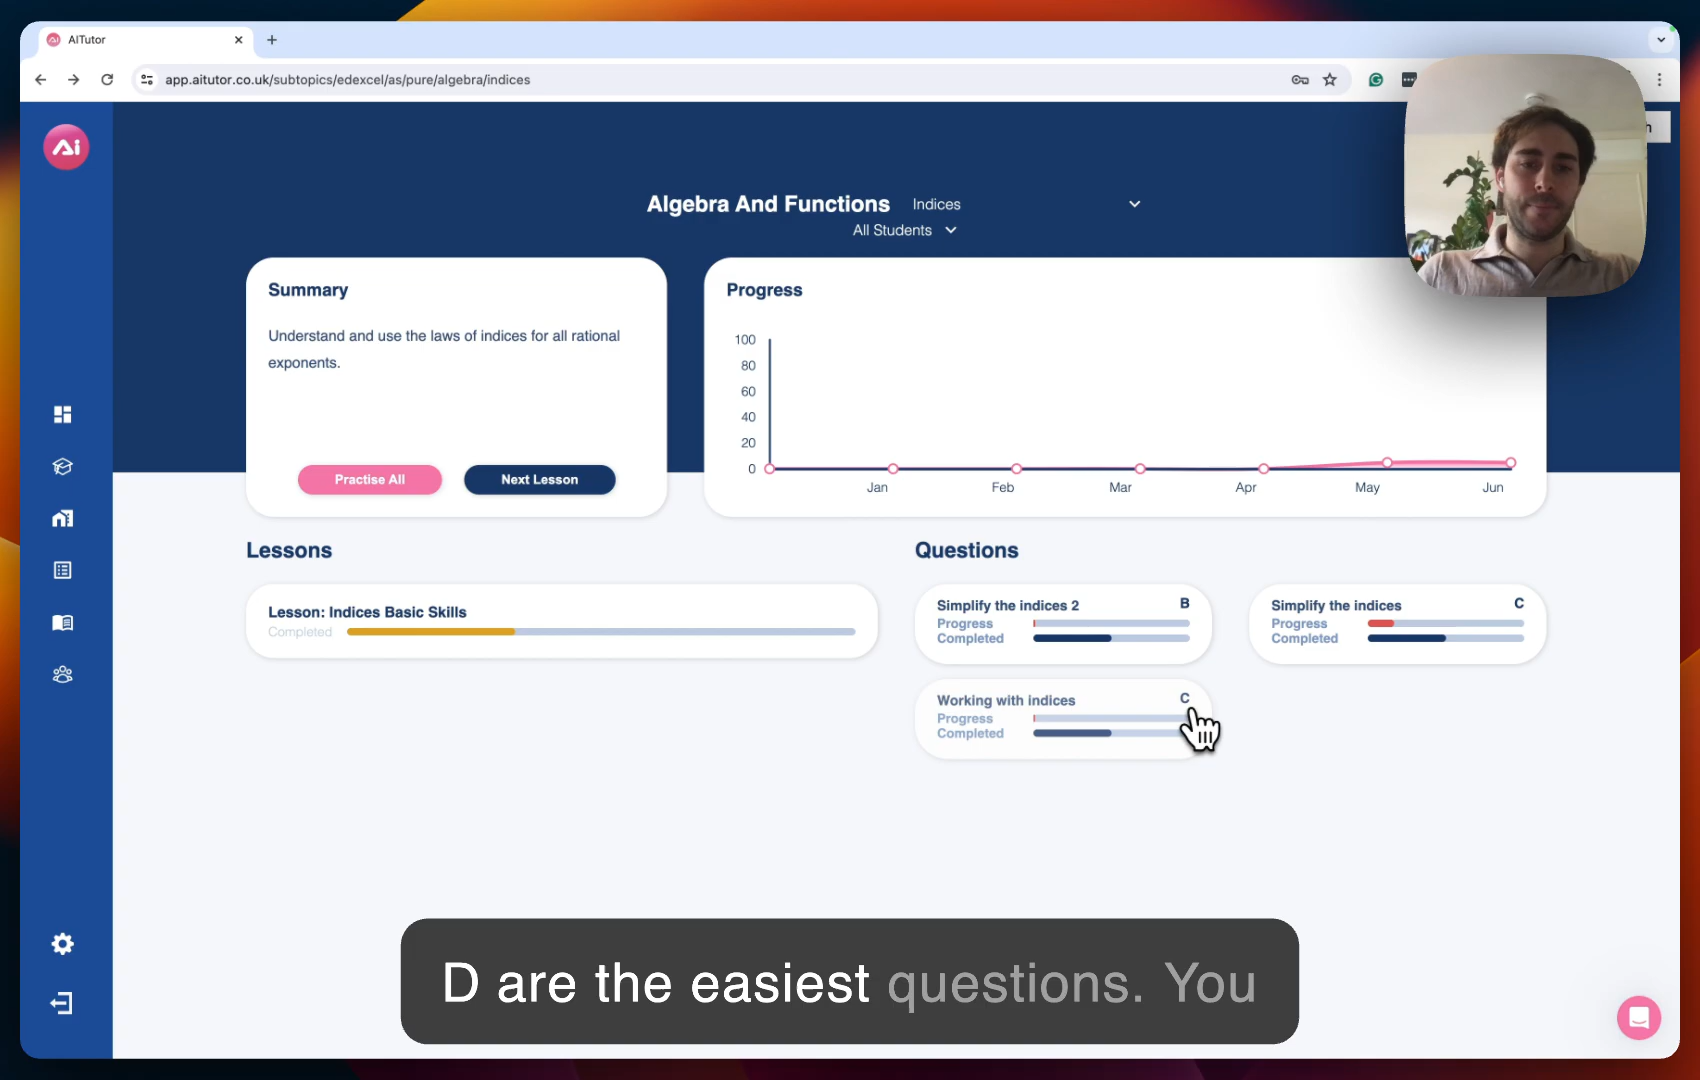 AITutor
app.aitutor.co.uk/subtopics/edexcel/as/pure/algebra/indices
Ai
Algebra And Functions Indices
All Students
Summary
Understand and use the laws of indices for all rational
exponents.
Practise All
Next Lesson
Progress
100
80
60
40
20
0
Jan Feb Mar Apr May Jun
Lessons
Lesson: Indices Basic Skills
Completed
Questions
Simplify the indices 2 B
Progress
Completed
Simplify the indices C
Progress
Completed
Working with indices C
Progress
Completed
D are the easiest questions. You